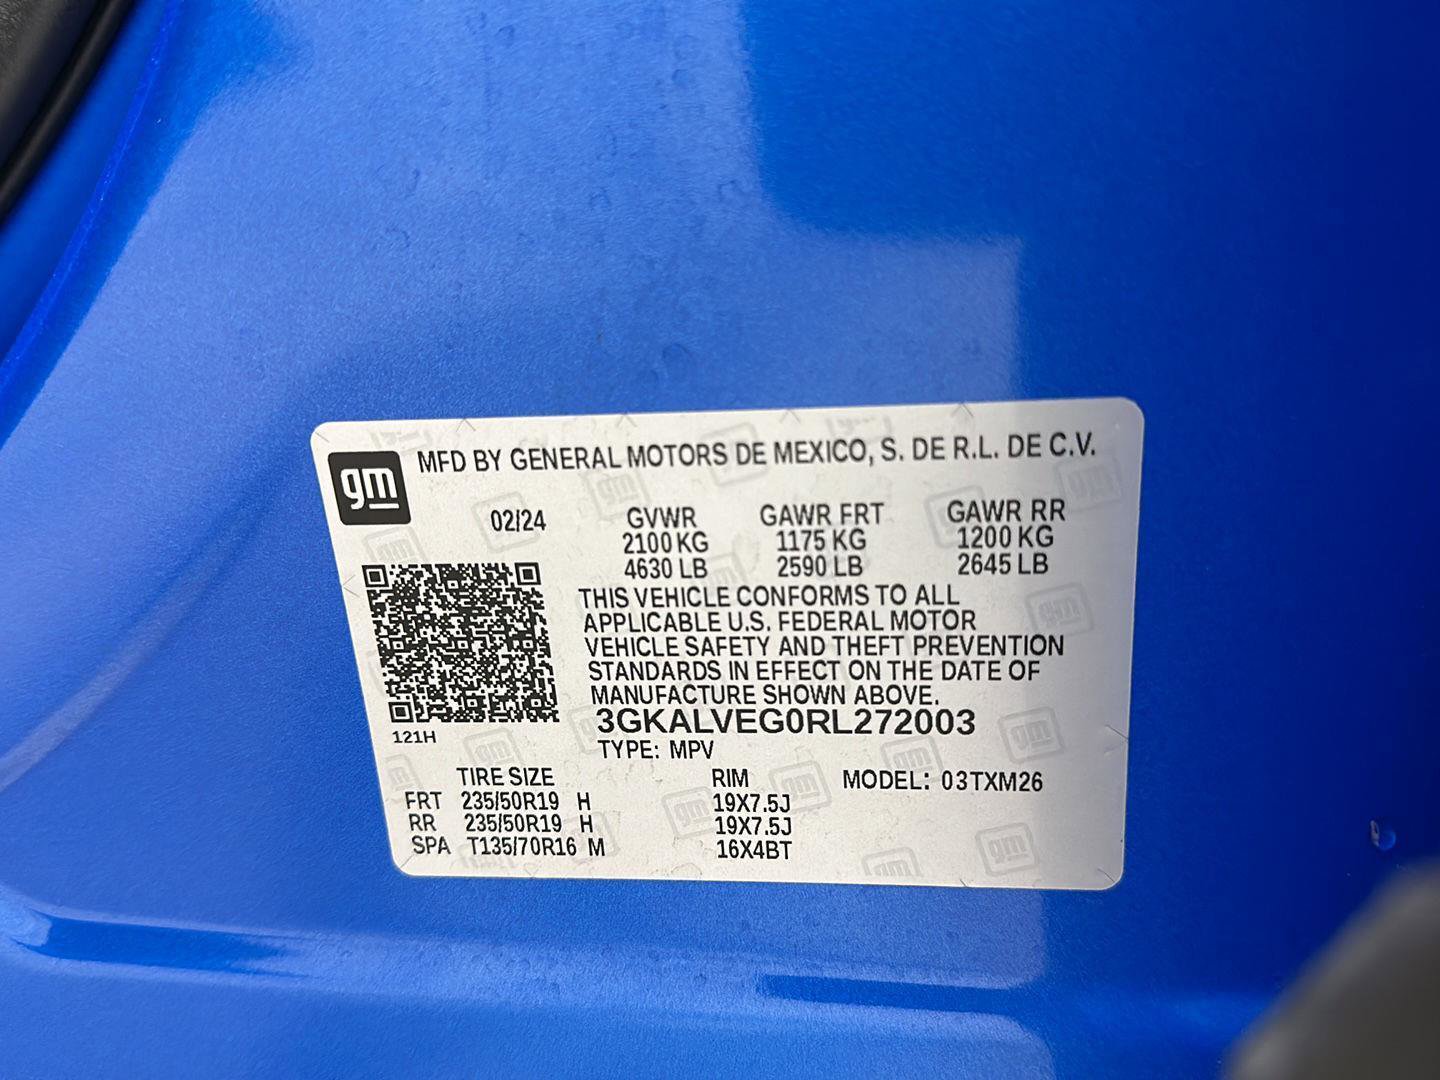 gm
MFD BY GENERAL MOTORS DE MEXICO, S. DE R.L. DE C.V.
02/24 GVWR GAWR FRT GAWR RR
2100 KG 1175 KG 1200 KG
4630 LB 2590 LB 2645 LB
THIS VEHICLE CONFORMS TO ALL
APPLICABLE U.S. FEDERAL MOTOR
VEHICLE SAFETY AND THEFT PREVENTION
STANDARDS IN EFFECT ON THE DATE OF
MANUFACTURE SHOWN ABOVE.
3GKALVEG0RL272003
121H
TYPE: MPV
TIRE SIZE RIM MODEL: 03TXM26
FRT 235/50R19 H 19X7.5J
RR 235/50R19 H 19X7.5J
SPA T135/70R16 M 16X4BT